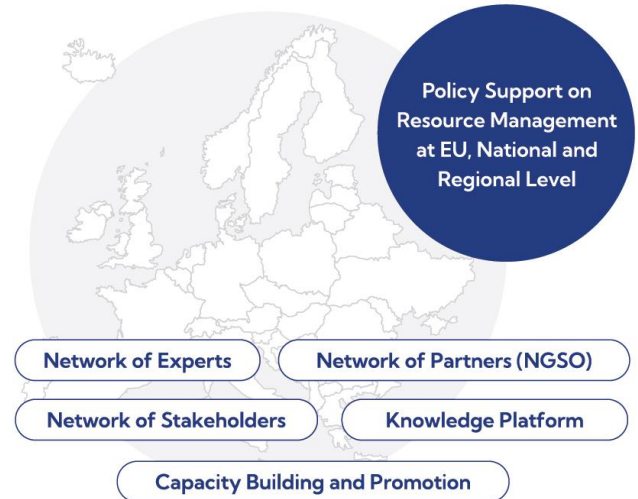 Policy Support on
Resource Management
at EU, National and
Regional Level
Network of Experts
Network of Partners (NGSO)
Network of Stakeholders
Knowledge Platform
Capacity Building and Promotion